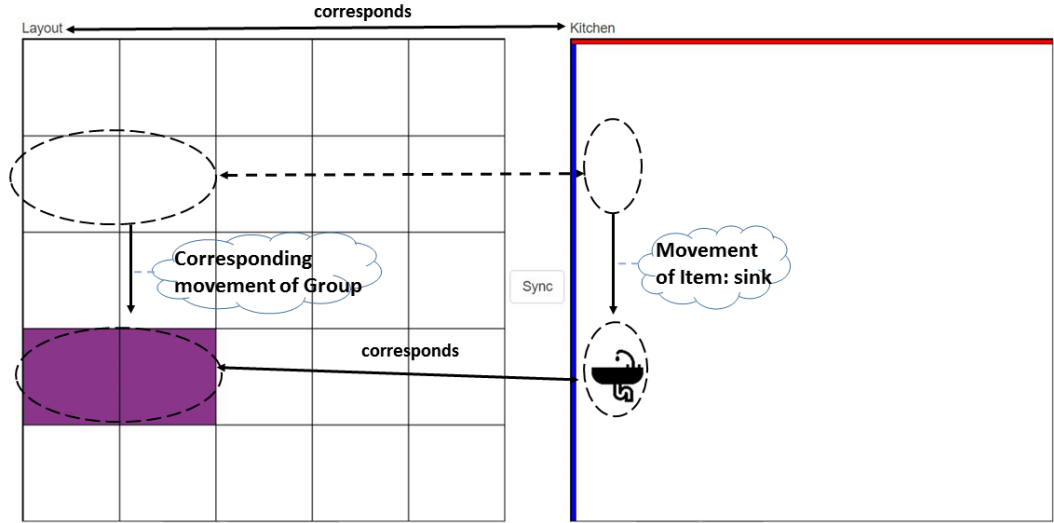 corresponds
Layout
Kitchen
Corresponding
movement of Group
Sync
Movement
of Item: sink
corresponds